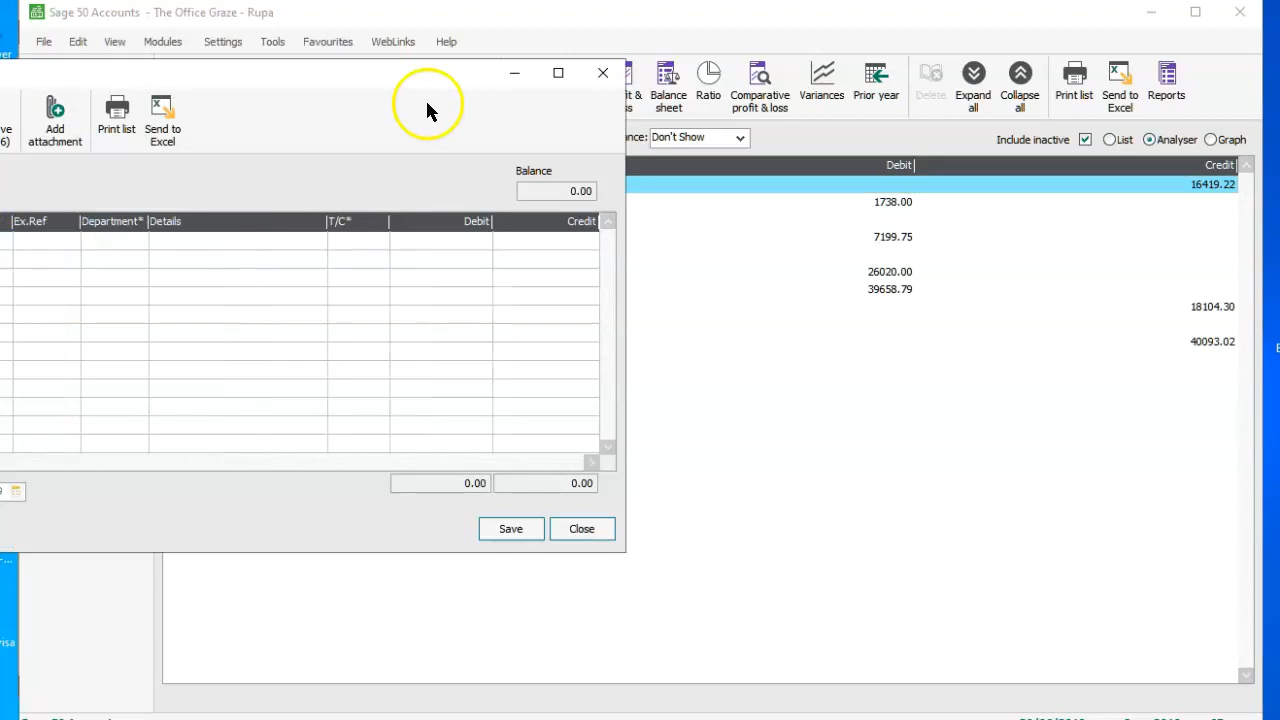 Sage 50 Accounts - The Office Graze - Rupa
File Edit View Modules Settings Tools Favourites WebLinks Help
Balance sheet
Ratio
Comparative profit & loss
Variances
Prior year
Delete
Expand all
Collapse all
Print list
Send to Excel
Reports
Add attachment
Print list
Send to Excel
Don't Show
Include inactive List Analyser Graph
Debit Credit
16419.22
1738.00
7199.75
26020.00
39658.79
18104.30
40093.02
Balance
0.00
Ex.Ref Department* Details T/C* Debit Credit
0.00 0.00
Save Close